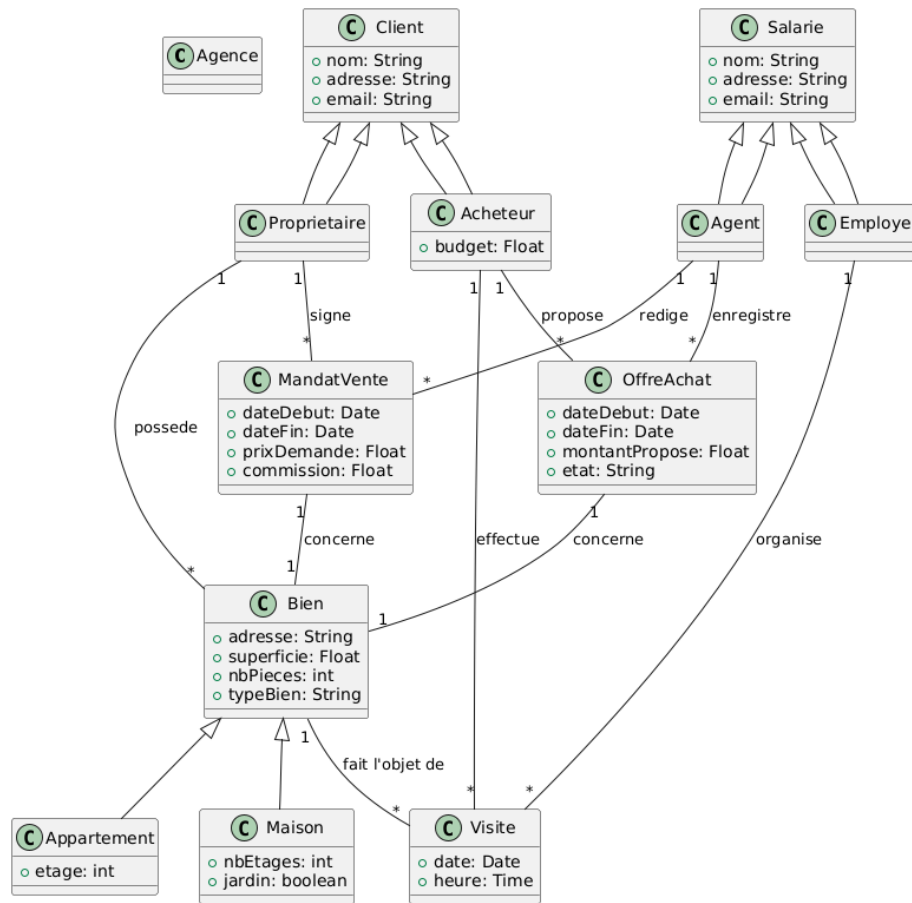 C Agence
C Client
nom: String
adresse: String
email: String
C Salarie
nom: String
adresse: String
email: String
C Proprietaire
C Acheteur
budget: Float
C Agent
C Employe
1
1
1
1
1
1
1
signe
propose
redige
enregistre
*
*
*
*
C MandatVente
dateDebut: Date
dateFin: Date
prixDemande: Float
commission: Float
C OffreAchat
dateDebut: Date
dateFin: Date
montantPropose: Float
etat: String
possede
1
1
concerne
effectue
concerne
organise
*
1
1
C Bien
adresse: String
superficie: Float
nbPieces: int
typeBien: String
1
fait l'objet de
*
*
*
C Appartement
etage: int
C Maison
nbEtages: int
jardin: boolean
C Visite
date: Date
heure: Time